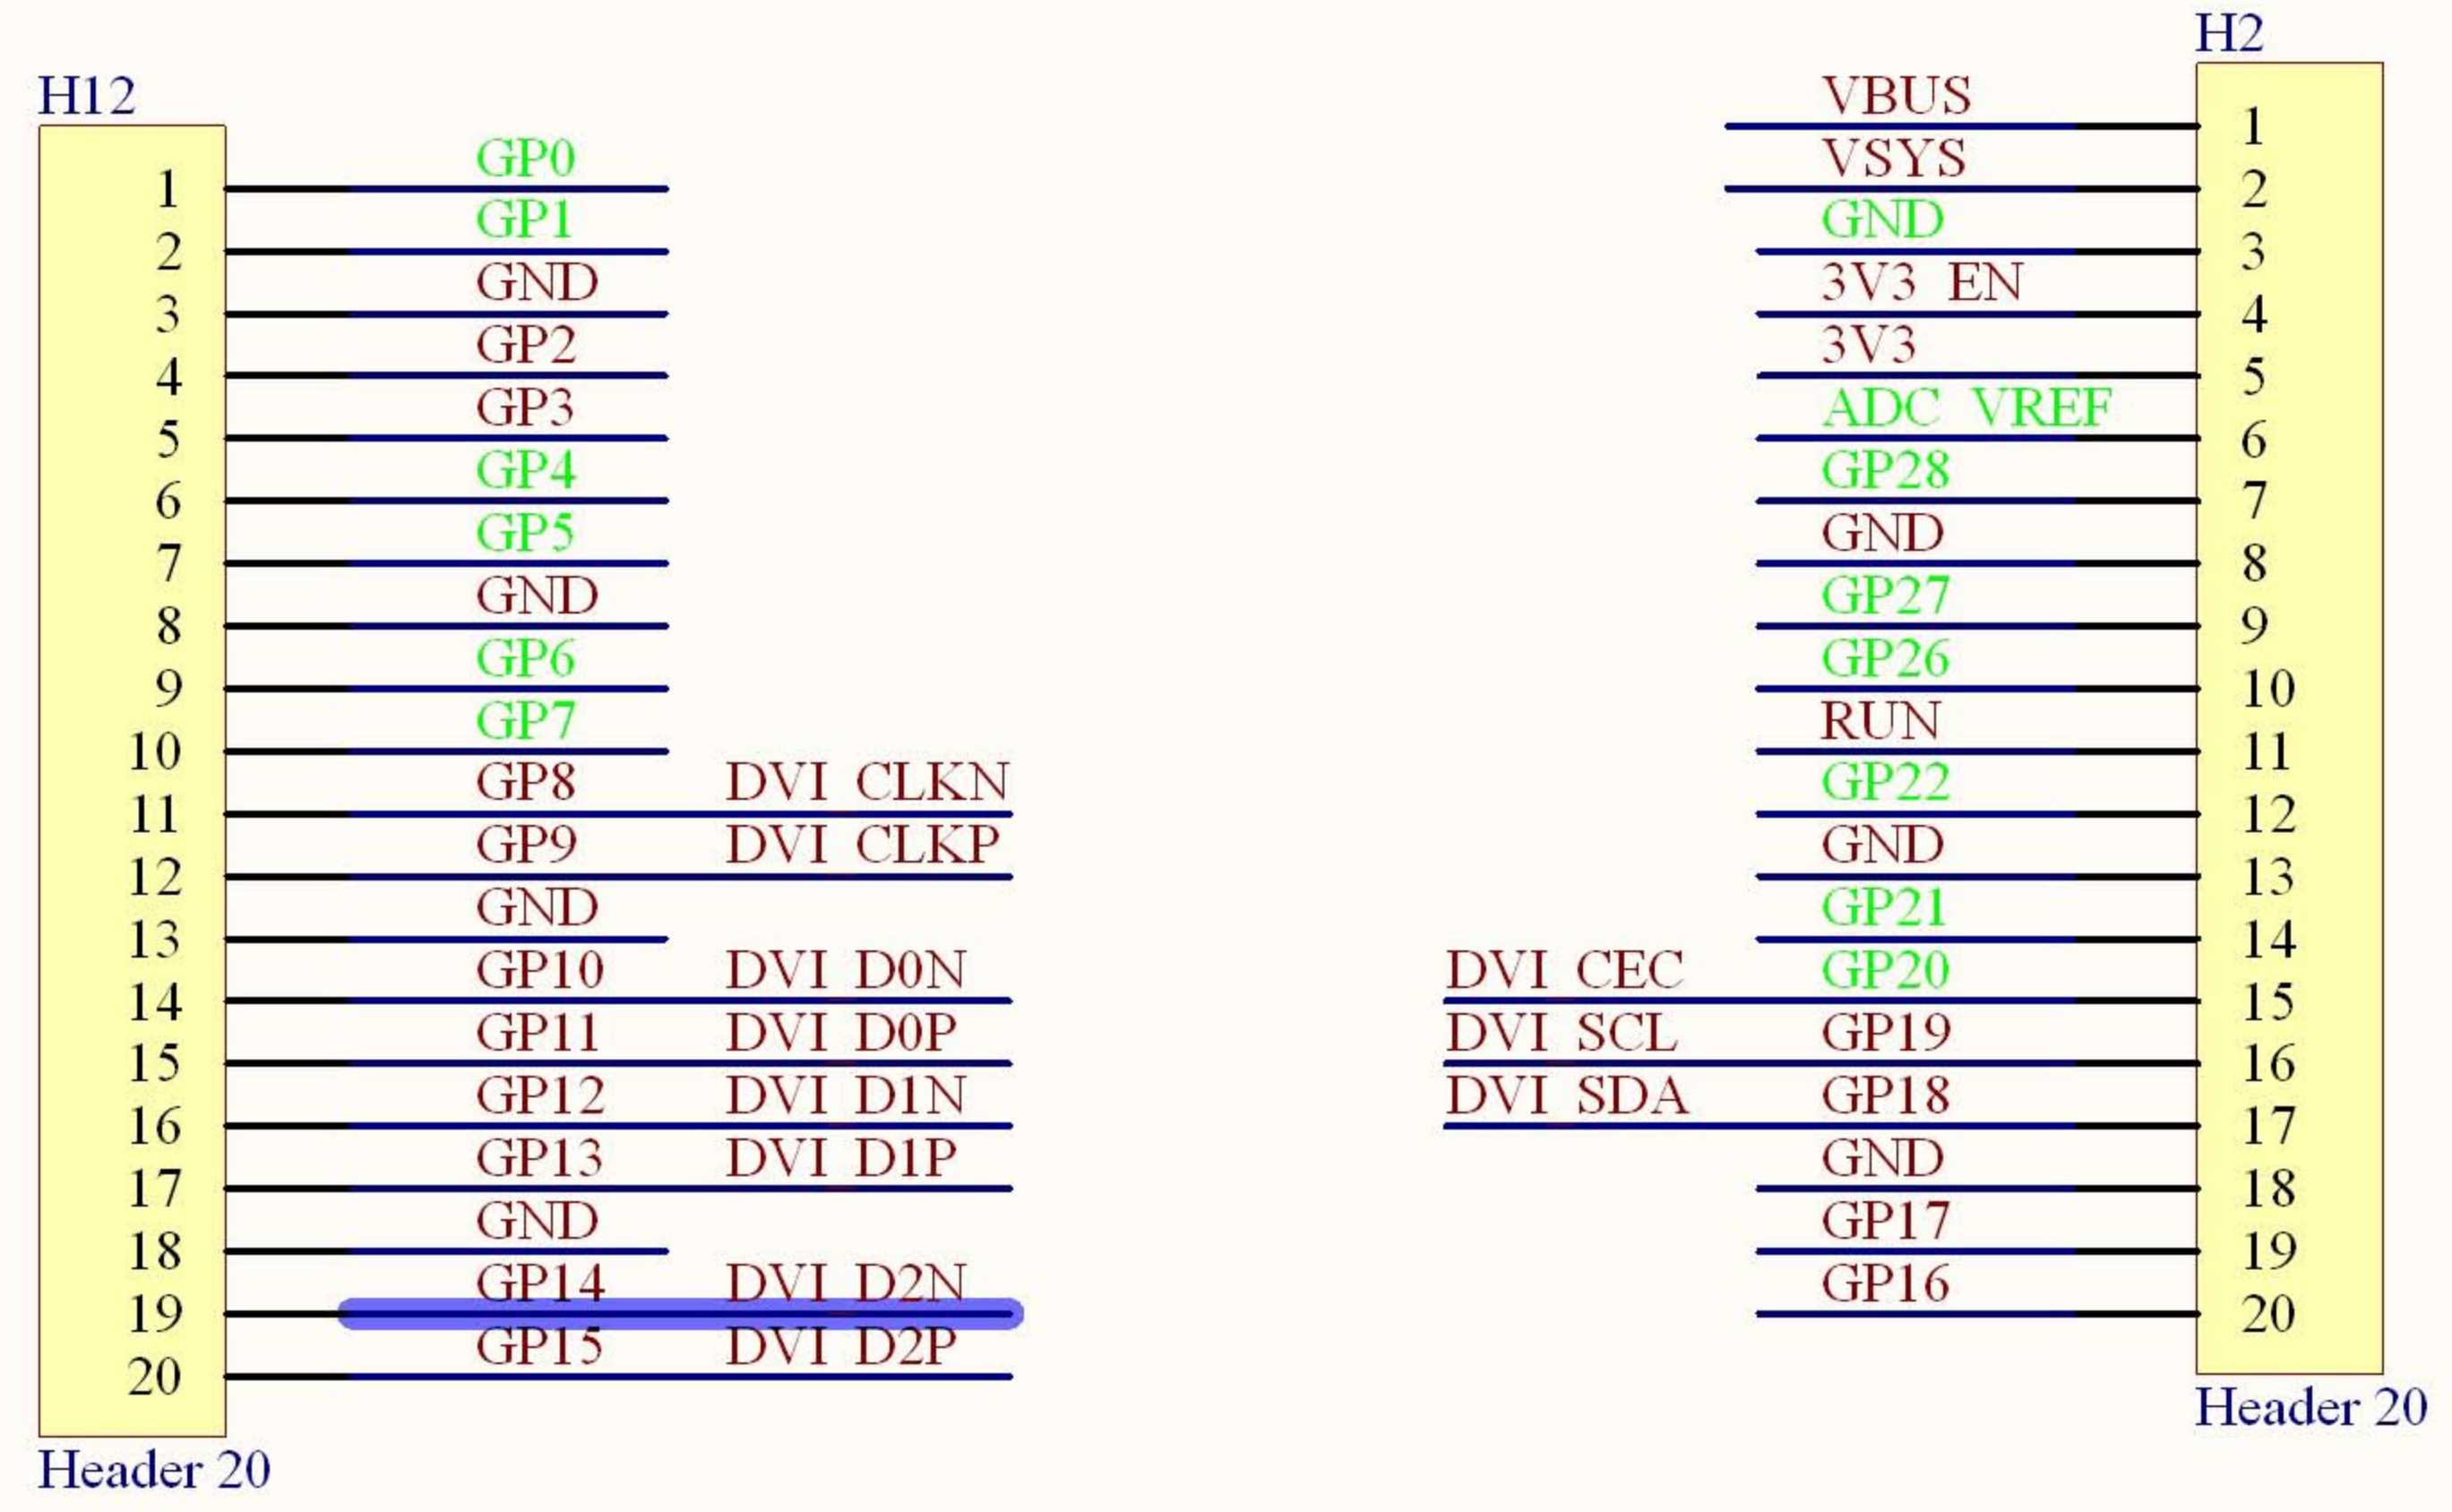 H12
GP0
1
GP1
2
GND
3
GP2
4
GP3
5
GP4
6
GP5
7
GND
8
GP6
9
GP7
10
GP8 DVI_CLKN
11
GP9 DVI_CLKP
12
GND
13
GP10 DVI_D0N
14
GP11 DVI_D0P
15
GP12 DVI_D1N
16
GP13 DVI_D1P
17
GND
18
GP14 DVI_D2N
19
GP15 DVI_D2P
20
Header 20
H2
VBUS
1
VSYS
2
GND
3
3V3_EN
4
3V3
5
ADC_VREF
6
GP28
7
GND
8
GP27
9
GP26
10
RUN
11
GP22
12
GND
13
GP21
14
DVI_CEC GP20
15
DVI_SCL GP19
16
DVI_SDA GP18
17
GND
18
GP17
19
GP16
20
Header 20